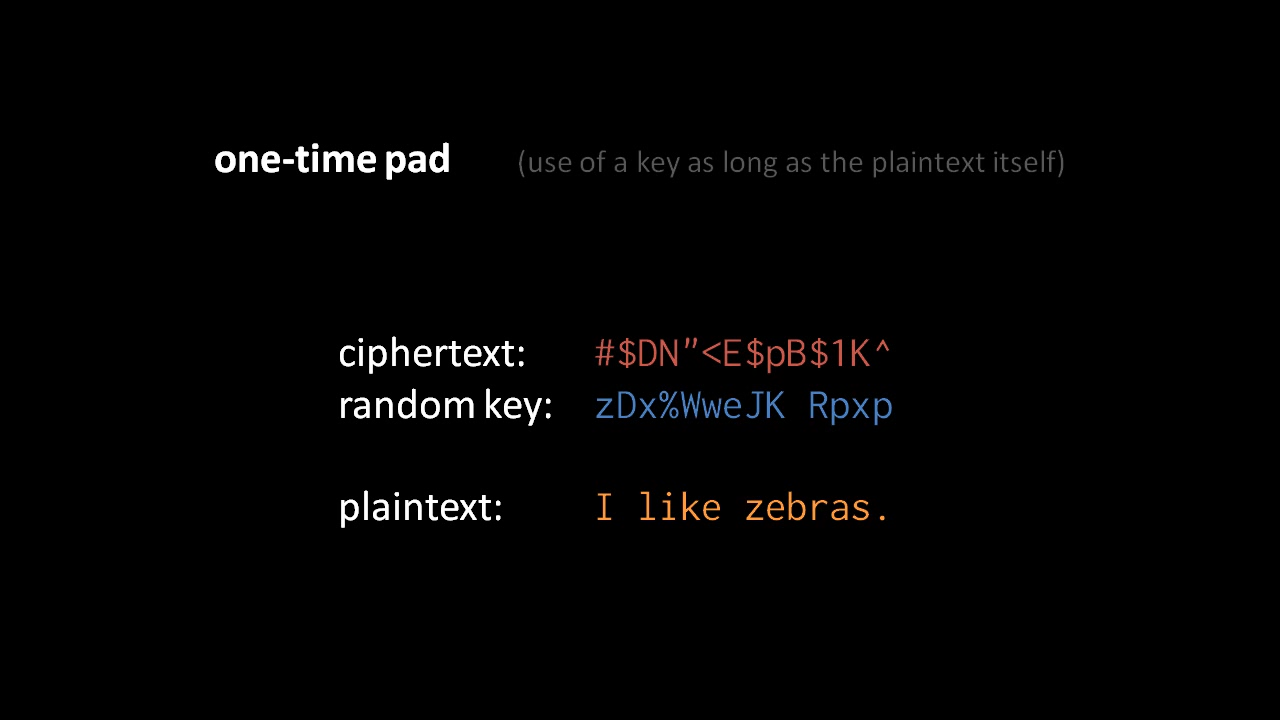 one-time pad (use of a key as long as the plaintext itself)
ciphertext: #$DN"<E$pB$1K^
random key: zDx%WweJK Rpxp
plaintext: I like zebras.